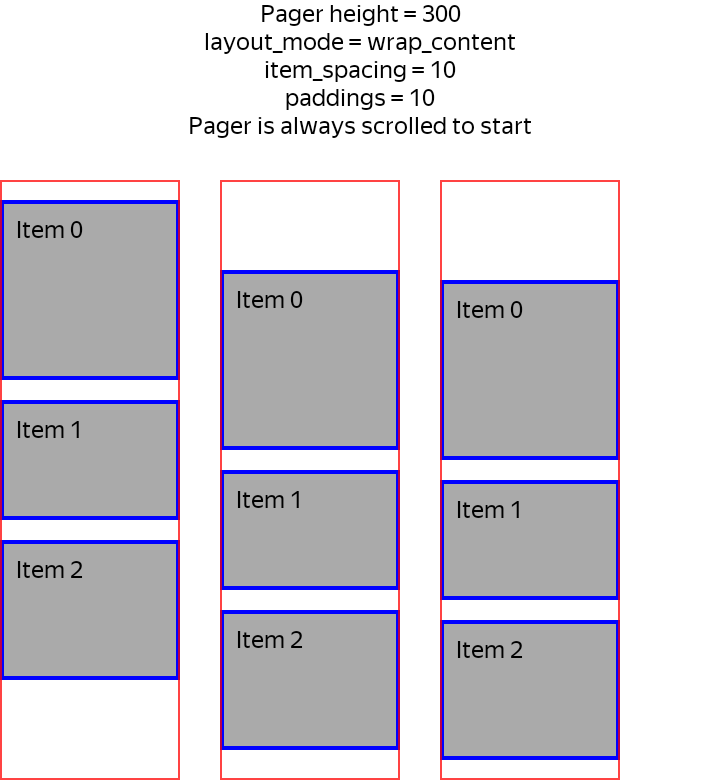 Pager height = 300
layout_mode = wrap_content
item_spacing = 10
paddings = 10
Pager is always scrolled to start
Item 0
Item 1
Item 2
Item 0
Item 1
Item 2
Item 0
Item 1
Item 2